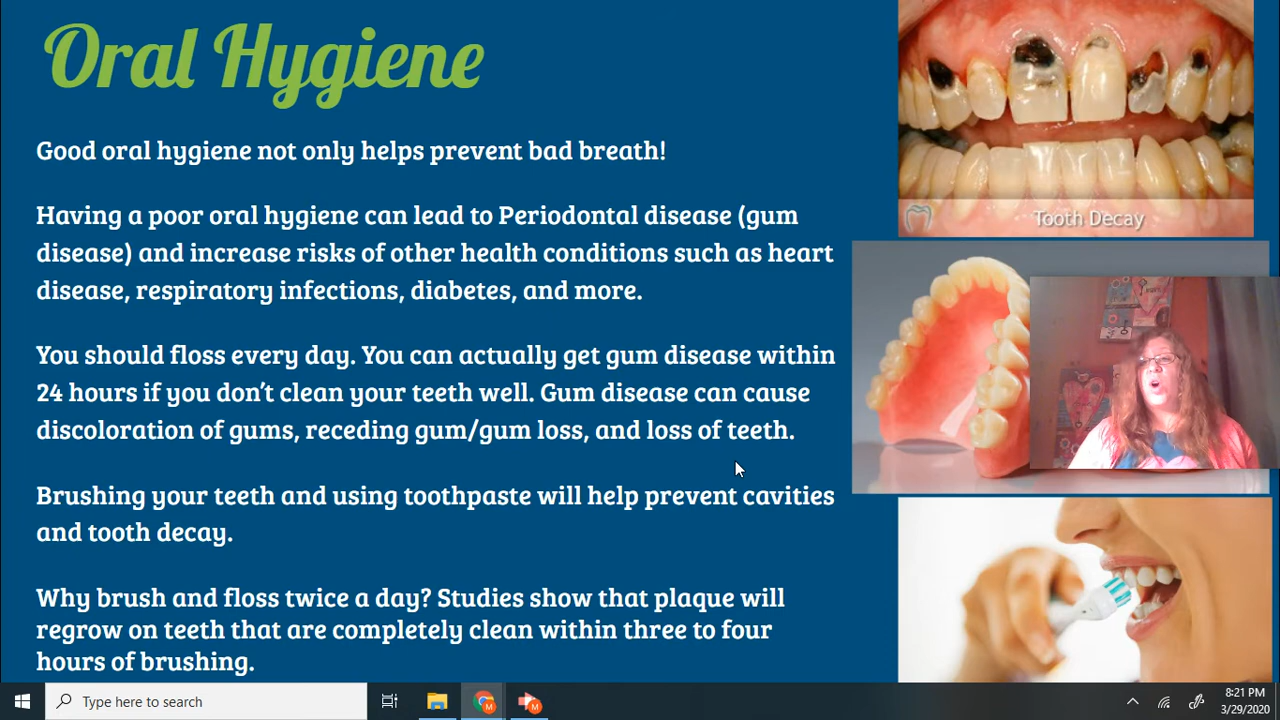 Oral Hygiene
Good oral hygiene not only helps prevent bad breath!
Having a poor oral hygiene can lead to Periodontal disease (gum
disease) and increase risks of other health conditions such as heart
disease, respiratory infections, diabetes, and more.
You should floss every day. You can actually get gum disease within
24 hours if you don't clean your teeth well. Gum disease can cause
discoloration of gums, receding gum/gum loss, and loss of teeth.
Brushing your teeth and using toothpaste will help prevent cavities
and tooth decay.
Why brush and floss twice a day? Studies show that plaque will
regrow on teeth that are completely clean within three to four
hours of brushing.
Tooth Decay
Type here to search
M
M
8:21 PM
3/29/2020